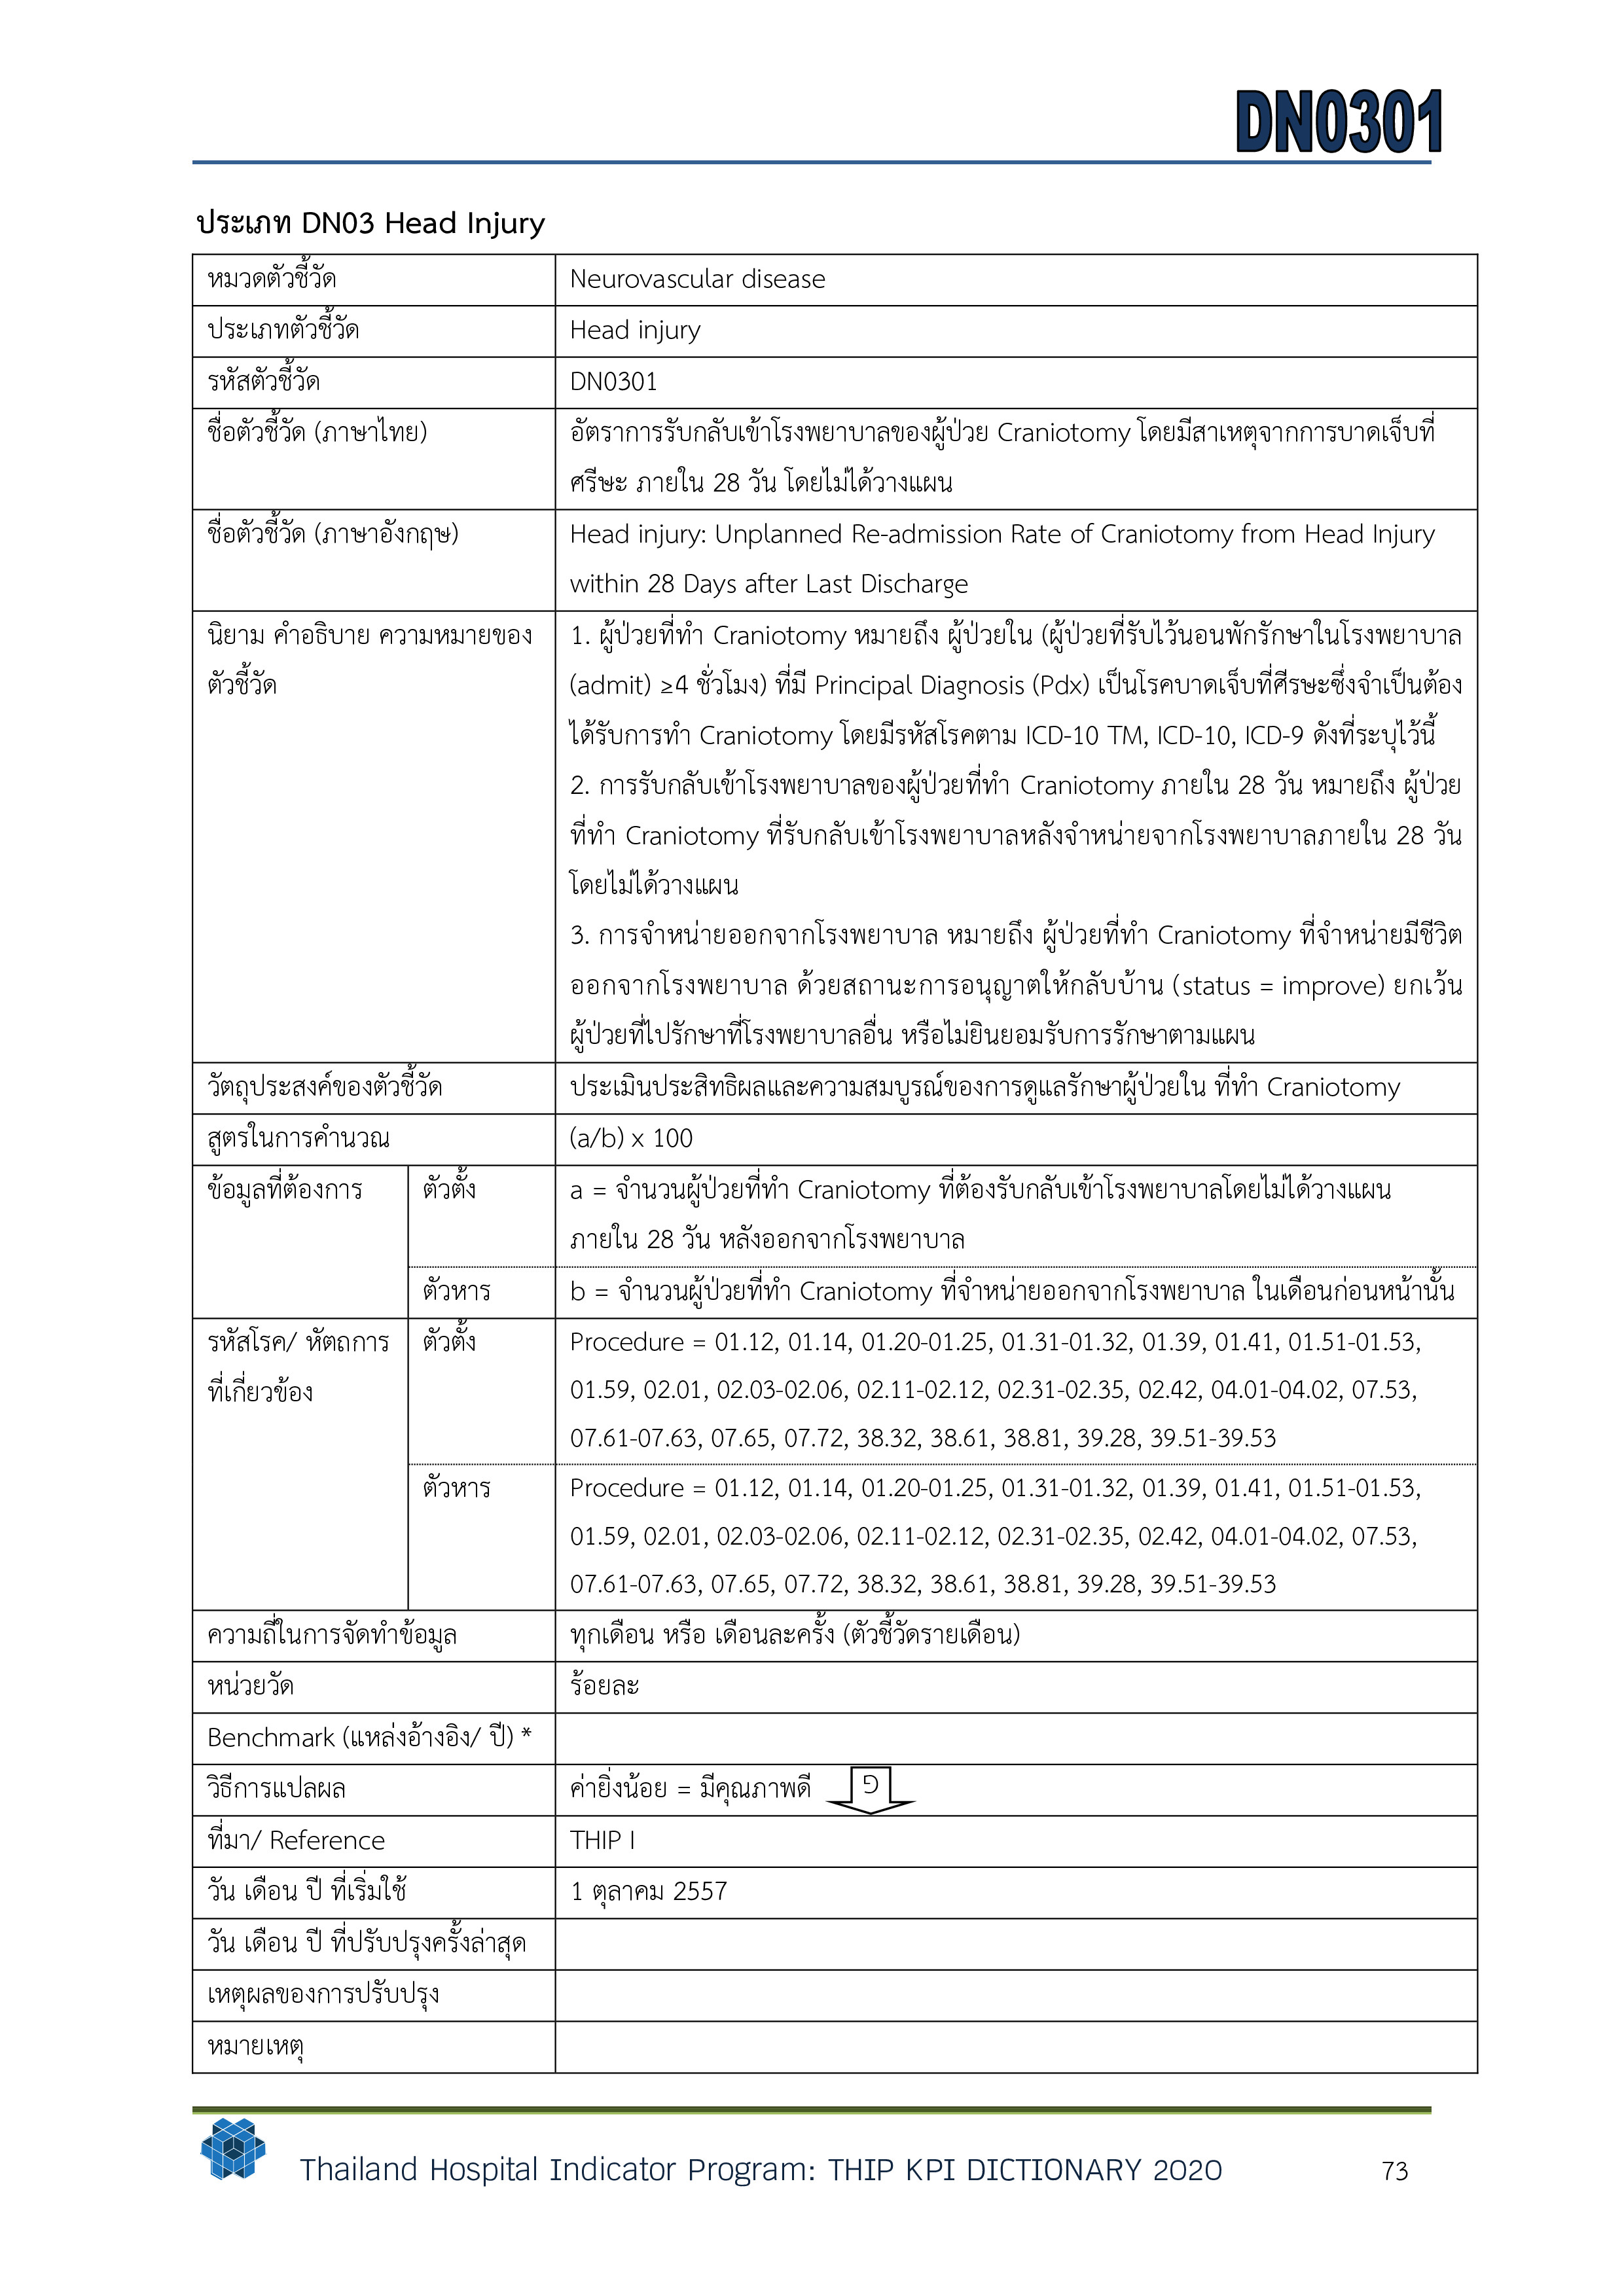 DN0301
ประเภท DN03 Head Injury
หมวดตัวชี้วัด Neurovascular disease
ประเภทตัวชี้วัด Head injury
รหัสตัวชี้วัด DN0301
ชื่อตัวชี้วัด (ภาษาไทย) อัตราการรับกลับเข้าโรงพยาบาลของผู้ป่วย Craniotomy โดยมีสาเหตุจากการบาดเจ็บที่
ศรีษะ ภายใน 28 วัน โดยไม่ได้วางแผน
ชื่อตัวชี้วัด (ภาษาอังกฤษ) Head injury: Unplanned Re-admission Rate of Craniotomy from Head Injury
within 28 Days after Last Discharge
นิยาม คำอธิบาย ความหมายของ 1. ผู้ป่วยที่ทำ Craniotomy หมายถึง ผู้ป่วยใน (ผู้ป่วยที่รับไว้นอนพักรักษาในโรงพยาบาล
ตัวชี้วัด (admit) ≥4 ชั่วโมง) ที่มี Principal Diagnosis (Pdx) เป็นโรคบาดเจ็บที่ศีรษะซึ่งจำเป็นต้อง
ได้รับการทำ Craniotomy โดยมีรหัสโรคตาม ICD-10 TM, ICD-10, ICD-9 ดังที่ระบุไว้นี้
2. การรับกลับเข้าโรงพยาบาลของผู้ป่วยที่ทำ Craniotomy ภายใน 28 วัน หมายถึง ผู้ป่วย
ที่ทำ Craniotomy ที่รับกลับเข้าโรงพยาบาลหลังจำหน่ายจากโรงพยาบาลภายใน 28 วัน
โดยไม่ได้วางแผน
3. การจำหน่ายออกจากโรงพยาบาล หมายถึง ผู้ป่วยที่ทำ Craniotomy ที่จำหน่ายมีชีวิต
ออกจากโรงพยาบาล ด้วยสถานะการอนุญาตให้กลับบ้าน (status = improve) ยกเว้น
ผู้ป่วยที่ไปรักษาที่โรงพยาบาลอื่น หรือไม่ยินยอมรับการรักษาตามแผน
วัตถุประสงค์ของตัวชี้วัด ประเมินประสิทธิผลและความสมบูรณ์ของการดูแลรักษาผู้ป่วยใน ที่ทำ Craniotomy
สูตรในการคำนวณ (a/b) x 100
ข้อมูลที่ต้องการ ตัวตั้ง a = จำนวนผู้ป่วยที่ทำ Craniotomy ที่ต้องรับกลับเข้าโรงพยาบาลโดยไม่ได้วางแผน
ภายใน 28 วัน หลังออกจากโรงพยาบาล
ตัวหาร b = จำนวนผู้ป่วยที่ทำ Craniotomy ที่จำหน่ายออกจากโรงพยาบาล ในเดือนก่อนหน้านั้น
รหัสโรค/ หัตถการ ตัวตั้ง Procedure = 01.12, 01.14, 01.20-01.25, 01.31-01.32, 01.39, 01.41, 01.51-01.53,
ที่เกี่ยวข้อง 01.59, 02.01, 02.03-02.06, 02.11-02.12, 02.31-02.35, 02.42, 04.01-04.02, 07.53,
07.61-07.63, 07.65, 07.72, 38.32, 38.61, 38.81, 39.28, 39.51-39.53
ตัวหาร Procedure = 01.12, 01.14, 01.20-01.25, 01.31-01.32, 01.39, 01.41, 01.51-01.53,
01.59, 02.01, 02.03-02.06, 02.11-02.12, 02.31-02.35, 02.42, 04.01-04.02, 07.53,
07.61-07.63, 07.65, 07.72, 38.32, 38.61, 38.81, 39.28, 39.51-39.53
ความถี่ในการจัดทำข้อมูล ทุกเดือน หรือ เดือนละครั้ง (ตัวชี้วัดรายเดือน)
หน่วยวัด ร้อยละ
Benchmark (แหล่งอ้างอิง/ ปี) *
วิธีการแปลผล ค่ายิ่งน้อย = มีคุณภาพดี
ที่มา/ Reference THIP I
วัน เดือน ปี ที่เริ่มใช้ 1 ตุลาคม 2557
วัน เดือน ปี ที่ปรับปรุงครั้งล่าสุด
เหตุผลของการปรับปรุง
หมายเหตุ
Thailand Hospital Indicator Program: THIP KPI DICTIONARY 2020 73